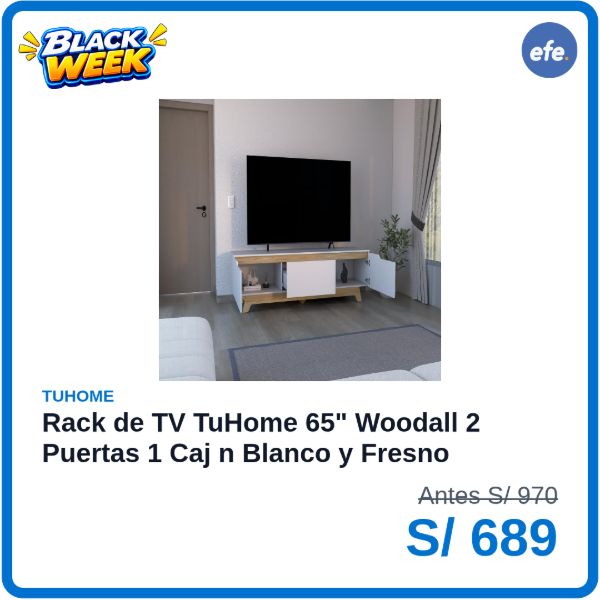 BLACK
WEEK
efe.
TUHOME
Rack de TV TuHome 65" Woodall 2
Puertas 1 Caj n Blanco y Fresno
Antes S/ 970
S/ 689